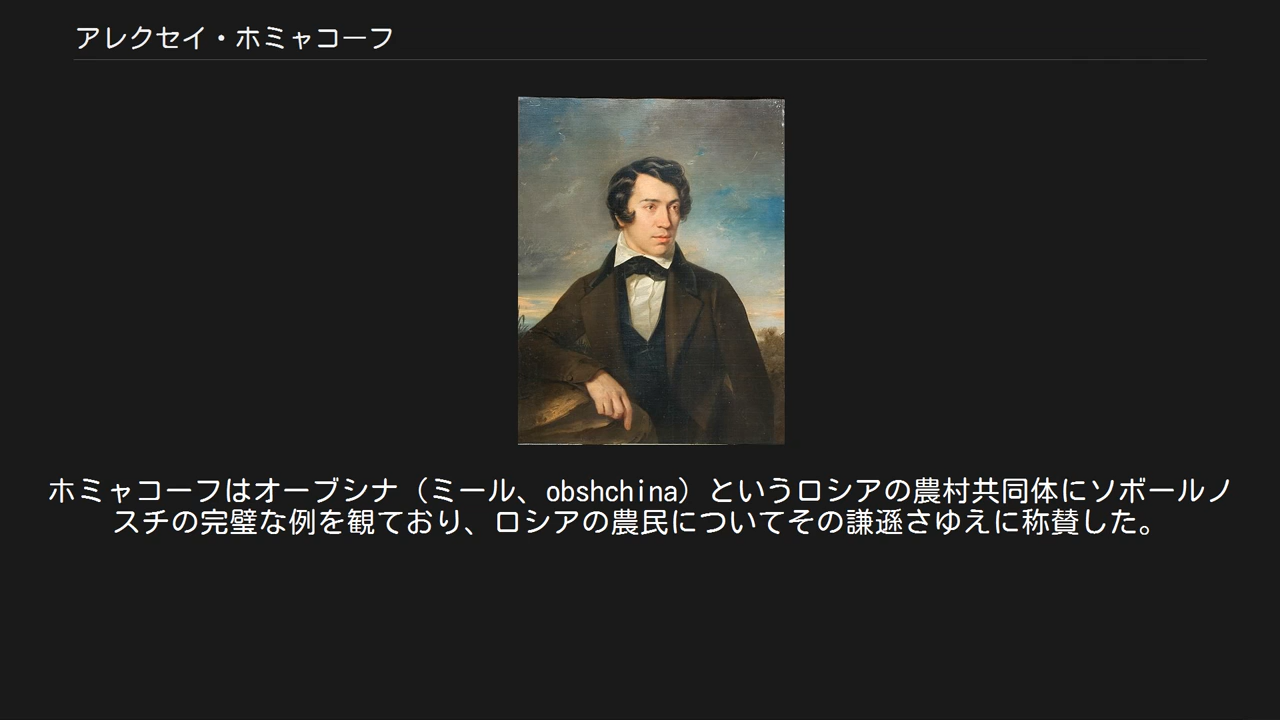 アレクセイ・ホミャコーフ
ホミャコーフはオーブシナ（ミール、obshchina）というロシアの農村共同体にソボールノ
スチの完璧な例を観ており、ロシアの農民についてその謙遜さゆえに称賛した。